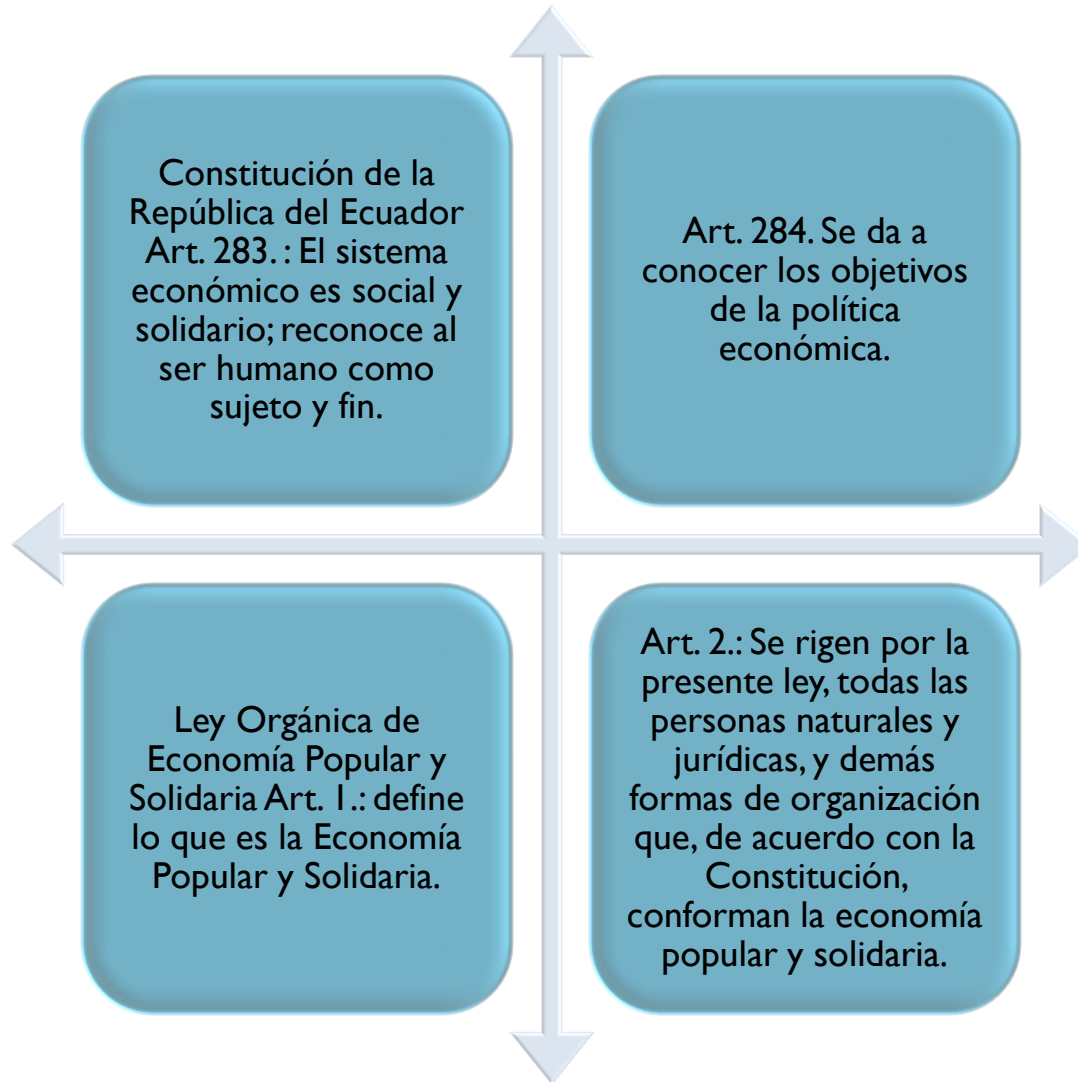 Constitución de la
República del Ecuador
Art. 283. : El sistema
económico es social y
solidario; reconoce al
ser humano como
sujeto y fin.
Art. 284. Se da a
conocer los objetivos
de la política
económica.
Ley Orgánica de
Economía Popular y
Solidaria Art. 1.: define
lo que es la Economía
Popular y Solidaria.
Art. 2.: Se rigen por la
presente ley, todas las
personas naturales y
jurídicas, y demás
formas de organización
que, de acuerdo con la
Constitución,
conforman la economía
popular y solidaria.